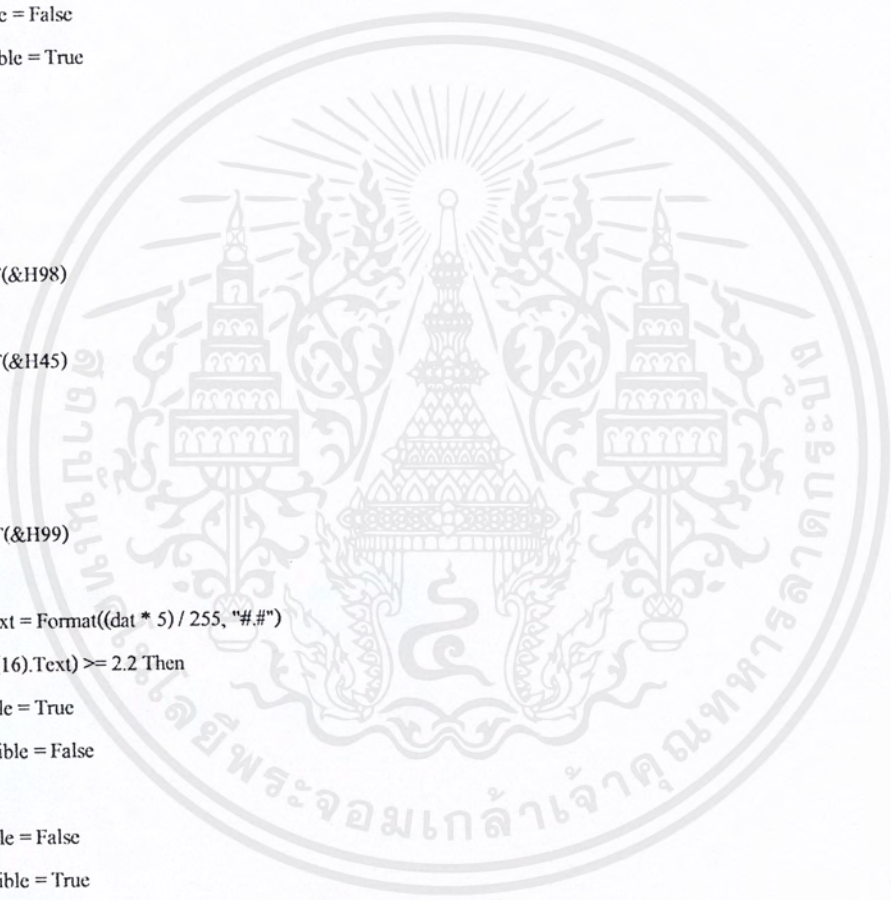 e = False
ble = True
(&H98)
(&H45)
(&H99)
xt = Format((dat * 5) / 255, "#.#")
(16).Text) >= 2.2 Then
le = True
ible = False
le = False
ible = True
สถาบันเทคโนโลยีพระจอมเกล้าเจ้าคุณทหารลาดกระบัง